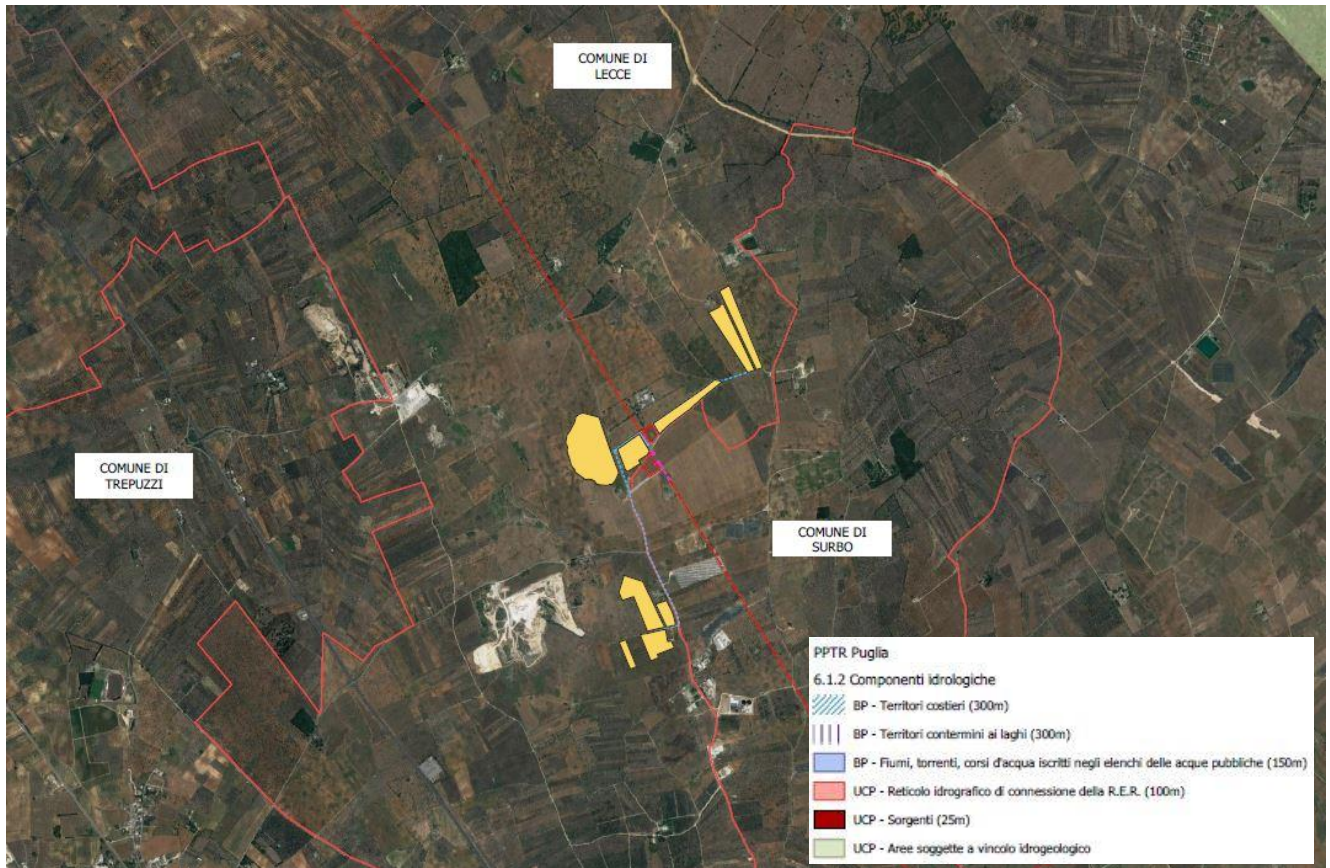 COMUNE DI
LECCE
COMUNE DI
TREPUZZI
COMUNE DI
SURBO
PPTR Puglia
6.1.2 Componenti idrologiche
BP - Territori costieri (300m)
BP - Territori contermini ai laghi (300m)
BP - Fiumi, torrenti, corsi d'acqua iscritti negli elenchi delle acque pubbliche (150m)
UCP - Reticolo idrografico di connessione della R.E.R. (100m)
UCP - Sorgenti (25m)
UCP - Aree soggette a vincolo idrogeologico